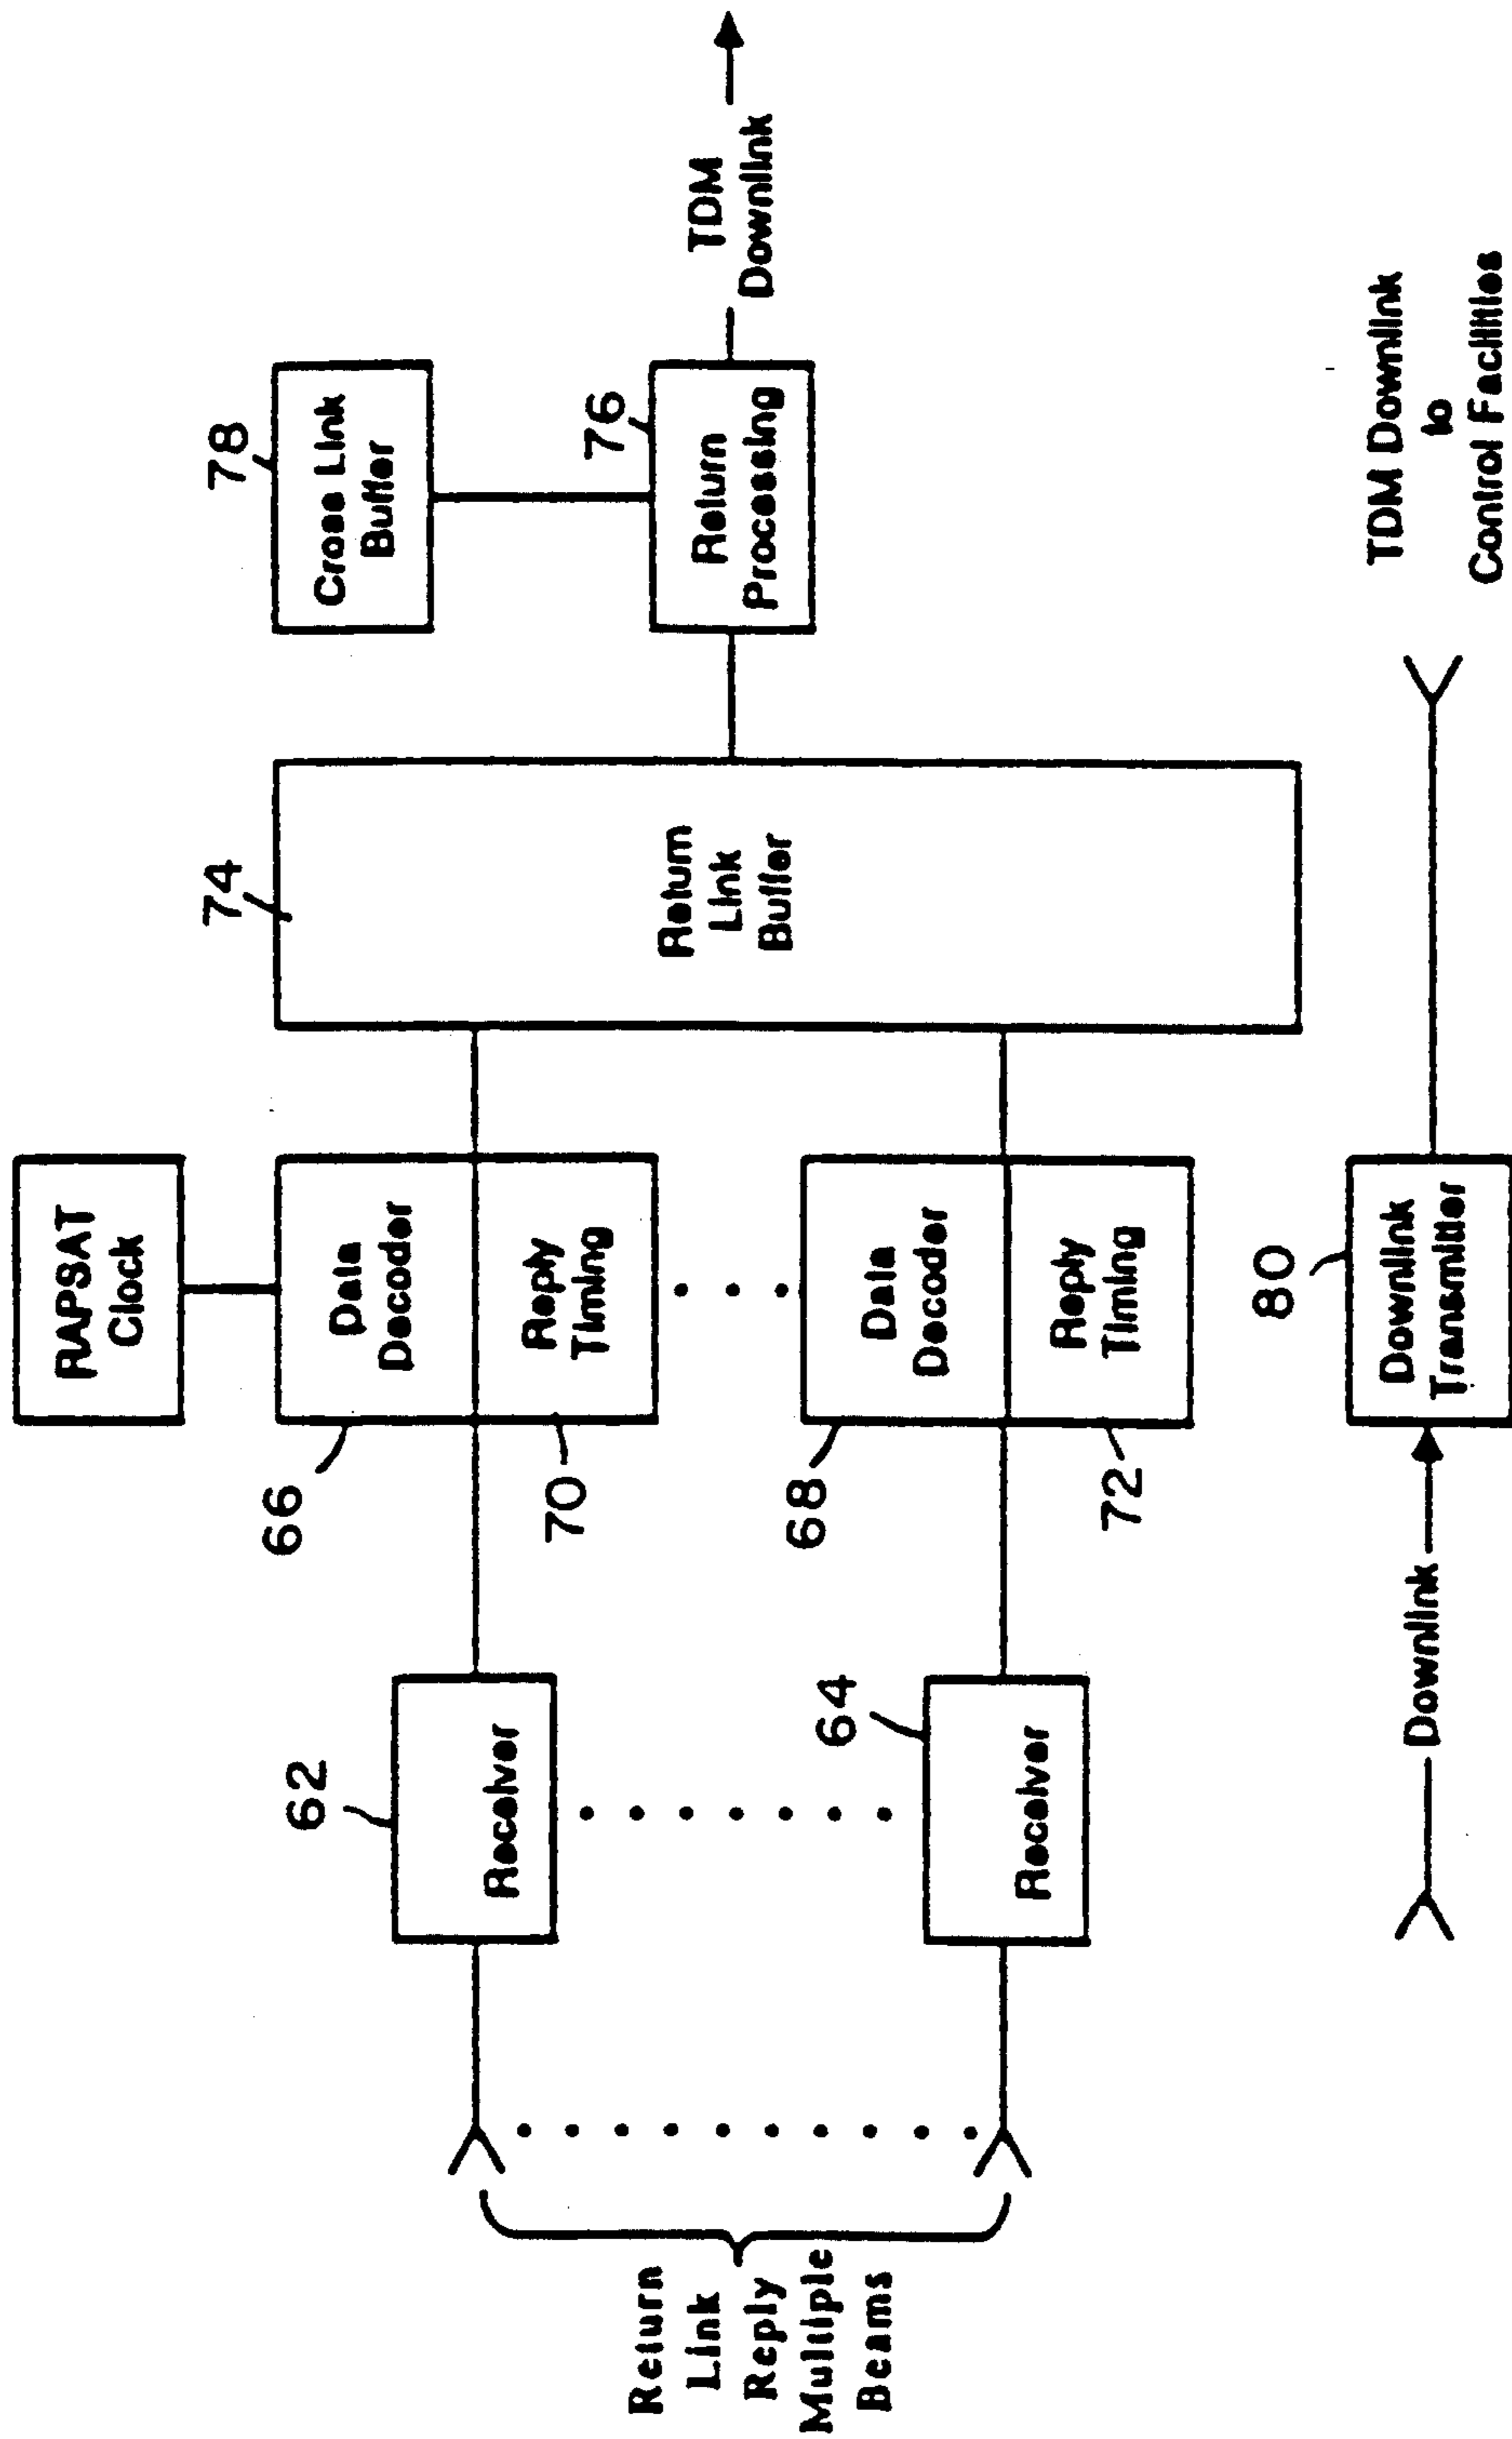 RAPSAT
Clock
78
Cross Link
Buffer
74
66
Data
Decoder
62
Receiver
70
Reply
Timing
Return
Link
Buffer
76
Return
Processing
TDM
Downlink
Return
Link
Reply
Multiple
Beams
68
Data
Decoder
64
Receiver
72
Reply
Timing
80
Downlink
Downlink
Transmitter
TDM Downlink
to
Control Facilities